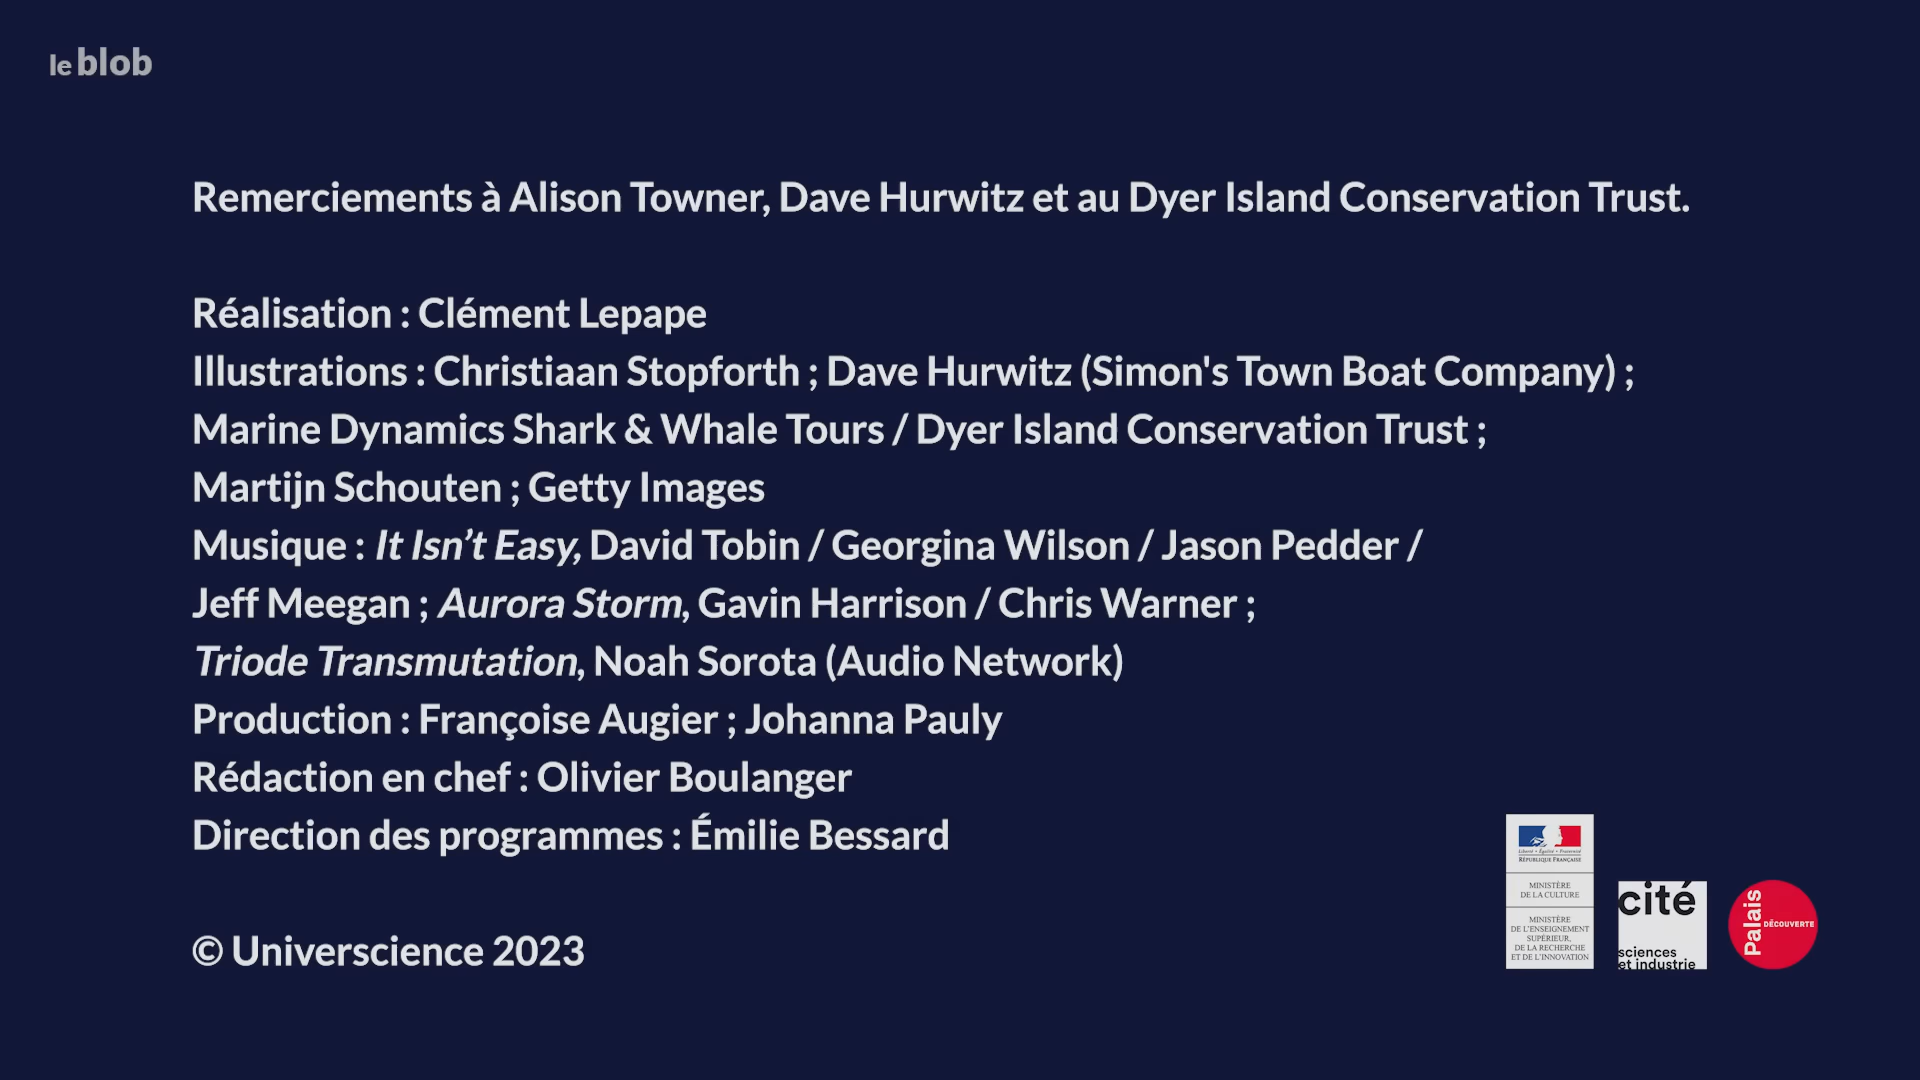 le blob
Remerciements à Alison Towner, Dave Hurwitz et au Dyer Island Conservation Trust.
Réalisation : Clément Lepape
Illustrations : Christiaan Stopforth ; Dave Hurwitz (Simon's Town Boat Company) ;
Marine Dynamics Shark & Whale Tours / Dyer Island Conservation Trust ;
Martijn Schouten ; Getty Images
Musique : It Isn’t Easy, David Tobin / Georgina Wilson / Jason Pedder /
Jeff Meegan ; Aurora Storm, Gavin Harrison / Chris Warner ;
Triode Transmutation, Noah Sorota (Audio Network)
Production : Françoise Augier ; Johanna Pauly
Rédaction en chef : Olivier Boulanger
Direction des programmes : Émilie Bessard
© Universcience 2023
Liberté • Égalité • Fraternité
RÉPUBLIQUE FRANÇAISE
MINISTÈRE
DE LA CULTURE
MINISTÈRE
DE L'ENSEIGNEMENT
SUPÉRIEUR,
DE LA RECHERCHE
ET DE L'INNOVATION
cité
sciences
et industrie
Palais
DÉCOUVERTE